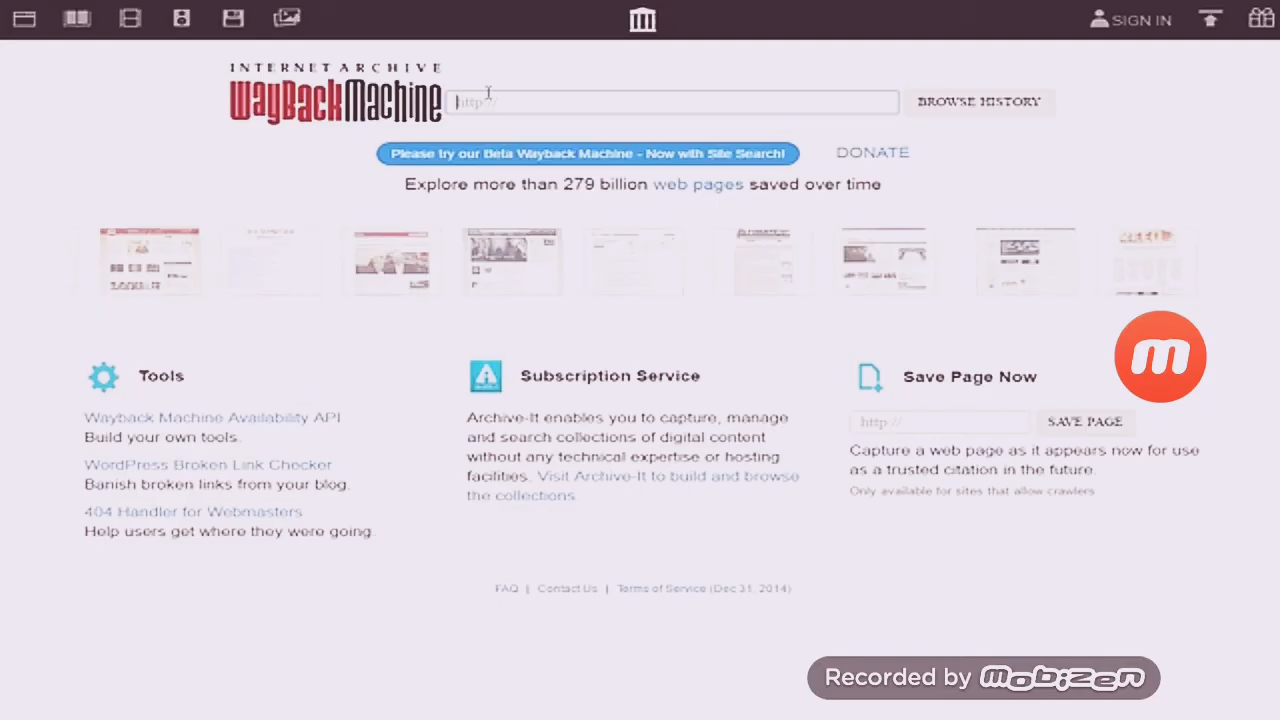 SIGN IN
INTERNET ARCHIVE
WayBackMachine
http://
BROWSE HISTORY
Please try our Beta Wayback Machine - Now with Site Search!
DONATE
Explore more than 279 billion web pages saved over time
Tools
Wayback Machine Availability API
Build your own tools.
WordPress Broken Link Checker
Banish broken links from your blog.
404 Handler for Webmasters
Help users get where they were going.
Subscription Service
Archive-It enables you to capture, manage
and search collections of digital content
without any technical expertise or hosting
facilities. Visit Archive-It to build and browse
the collections.
Save Page Now
http://
SAVE PAGE
Capture a web page as it appears now for use
as a trusted citation in the future.
Only available for sites that allow crawlers
m
FAQ | Contact Us | Terms of Service (Dec 31, 2014)
Recorded by mobizen